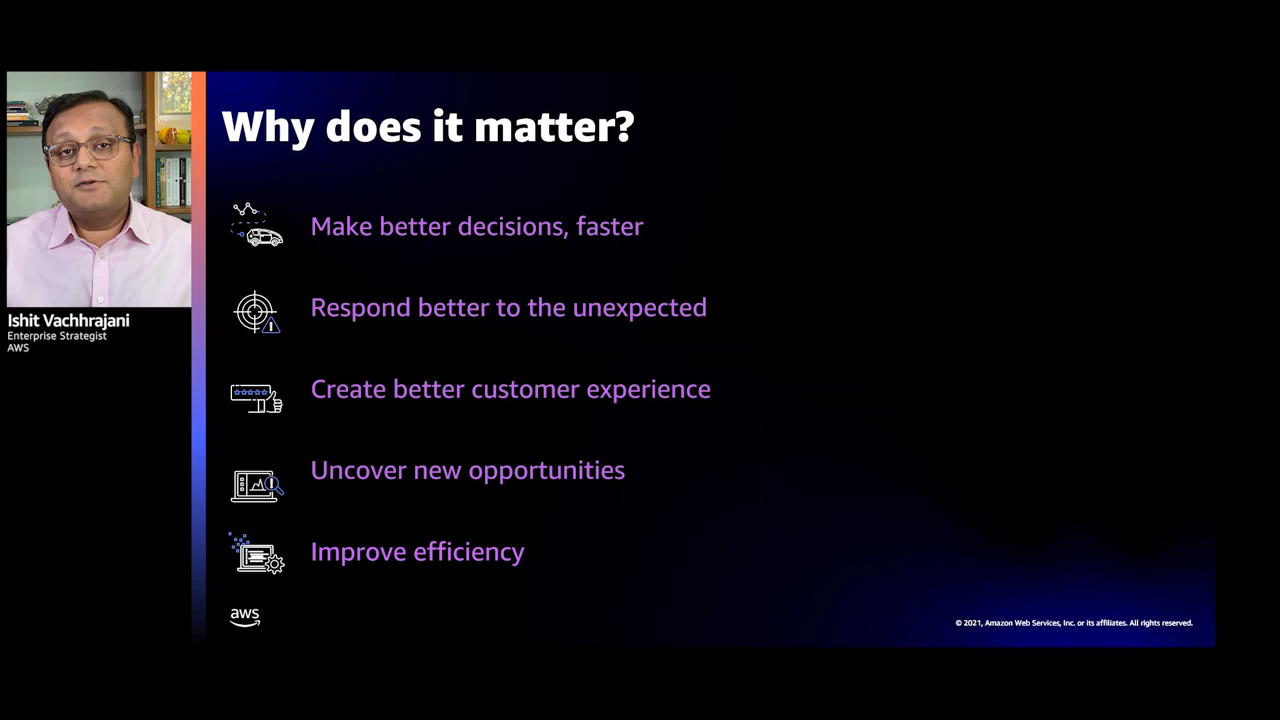 Why does it matter?
Make better decisions, faster
Respond better to the unexpected
Ishit Vachhrajani
Enterprise Strategist
AWS
Create better customer experience
Uncover new opportunities
Improve efficiency
aws
© 2021, Amazon Web Services, Inc. or its affiliates. All rights reserved.